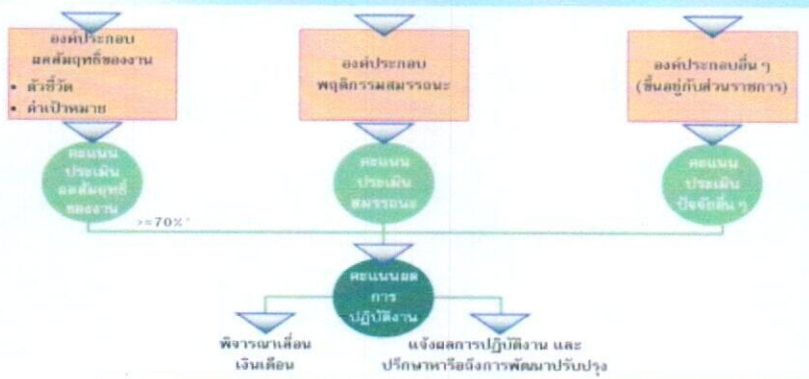 องค์ประกอบ
ผลสัมฤทธิ์ของงาน
• ตัวชี้วัด
• ค่าเป้าหมาย
องค์ประกอบ
พฤติกรรมสมรรถนะ
องค์ประกอบอื่น ๆ
(ขึ้นอยู่กับส่วนราชการ)
คะแนน
ประเมิน
ผลสัมฤทธิ์
ของงาน
คะแนน
ประเมิน
สมรรถนะ
คะแนน
ประเมิน
ปัจจัยอื่น ๆ
>=70%*
คะแนนผล
การ
ปฏิบัติงาน
พิจารณาเลื่อน
เงินเดือน
แจ้งผลการปฏิบัติงาน และ
ปรึกษาหารือถึงการพัฒนาปรับปรุง